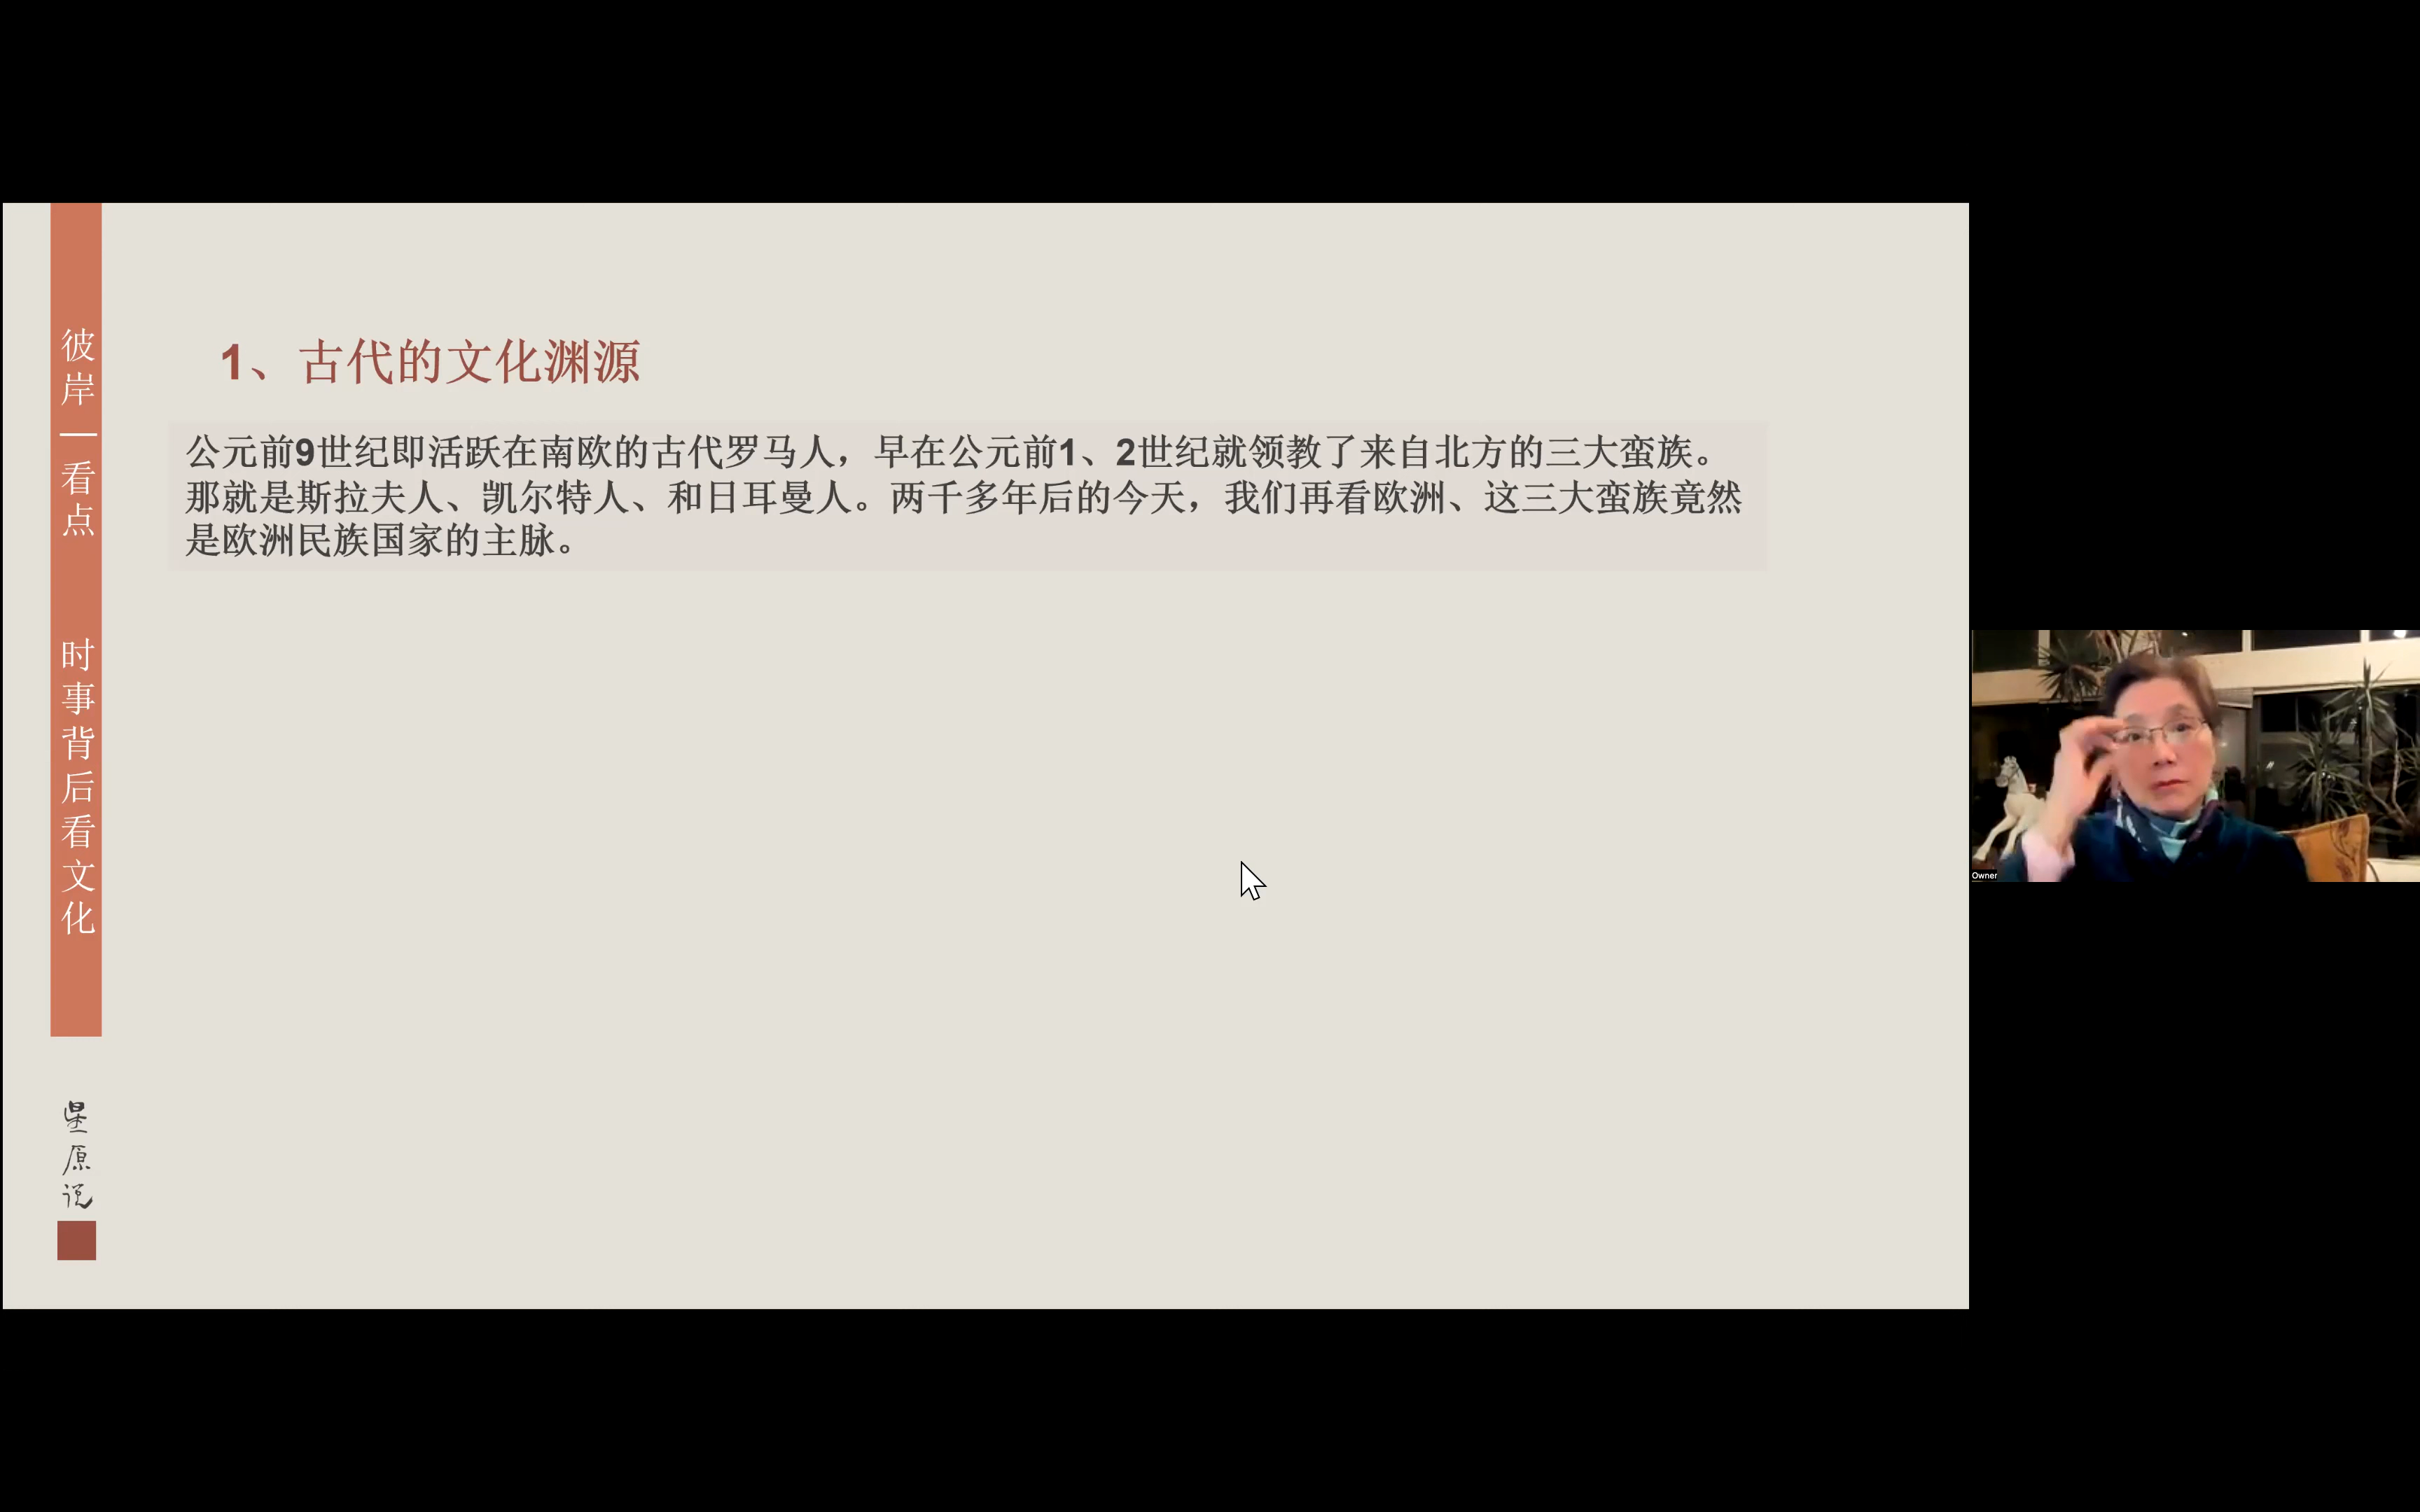 彼岸|看点 时事背后看文化
星原说
1、古代的文化渊源
公元前9世纪即活跃在南欧的古代罗马人，早在公元前1、2世纪就领教了来自北方的三大蛮族。
那就是斯拉夫人、凯尔特人、和日耳曼人。两千多年后的今天，我们再看欧洲、这三大蛮族竟然
是欧洲民族国家的主脉。
Owner